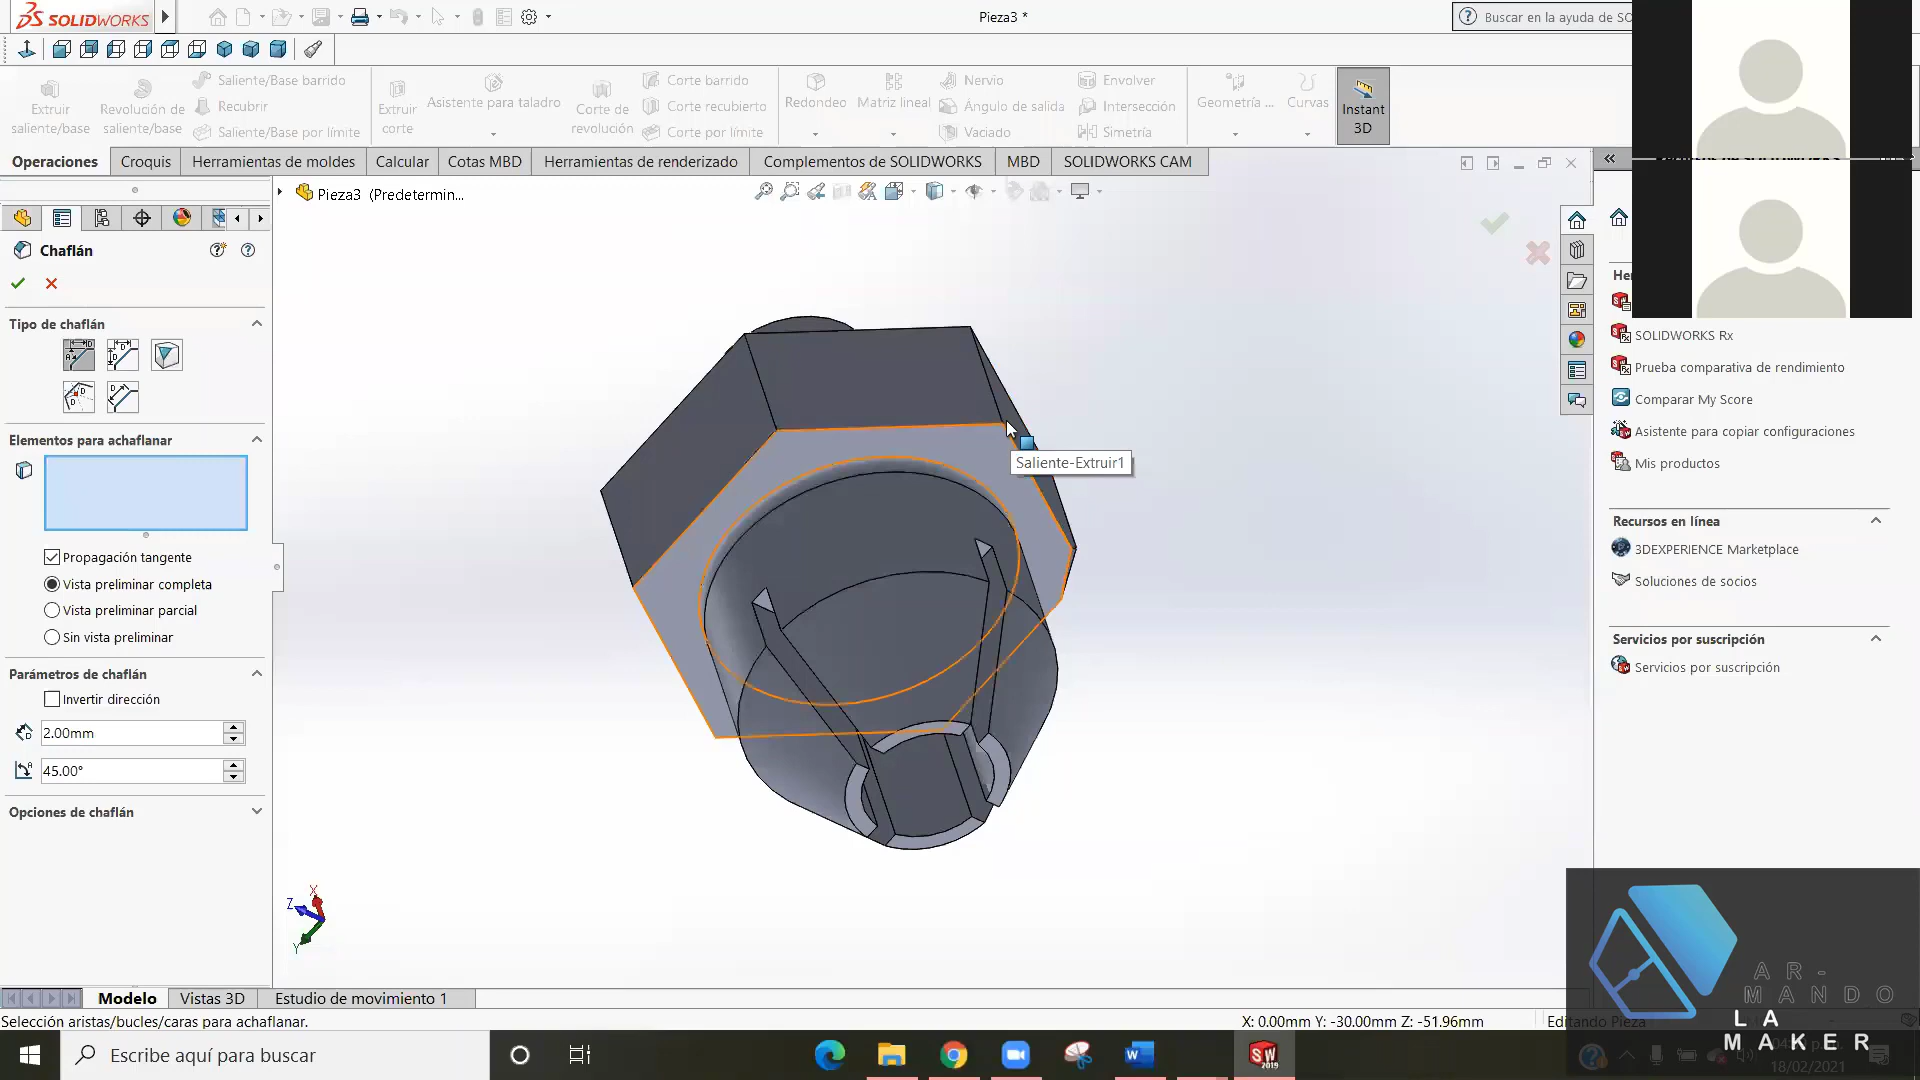 SOLIDWORKS
Pieza3 *
Buscar en la ayuda de SO
Extruir
saliente/base
Revolución de
saliente/base
Saliente/Base barrido
Recubrir
Saliente/Base por límite
Extruir
corte
Asistente para taladro
Corte de
revolución
Corte barrido
Corte recubierto
Corte por límite
Redondeo
Matriz lineal
Nervio
Ángulo de salida
Vaciado
Envolver
Intersección
Simetría
Geometría ...
Curvas
Instant
3D
Operaciones
Croquis
Herramientas de moldes
Calcular
Cotas MBD
Herramientas de renderizado
Complementos de SOLIDWORKS
MBD
SOLIDWORKS CAM
Pieza3 (Predetermin...
Chaflán
Tipo de chaflán
Elementos para achaflanar
Propagación tangente
Vista preliminar completa
Vista preliminar parcial
Sin vista preliminar
Parámetros de chaflán
Invertir dirección
2.00mm
45.00°
Opciones de chaflán
Saliente-Extruir1
X
Z
Y
Her
SOLIDWORKS Rx
Prueba comparativa de rendimiento
Comparar My Score
Asistente para copiar configuraciones
Mis productos
Recursos en línea
3DEXPERIENCE Marketplace
Soluciones de socios
Servicios por suscripción
Servicios por suscripción
Modelo
Vistas 3D
Estudio de movimiento 1
Selección aristas/bucles/caras para achaflanar.
X: 0.00mm Y: -30.00mm Z: -51.96mm
Editando Pieza
AR-
MANDO
LA
MAKER
Escribe aquí para buscar
SW
2019
18/02/2021